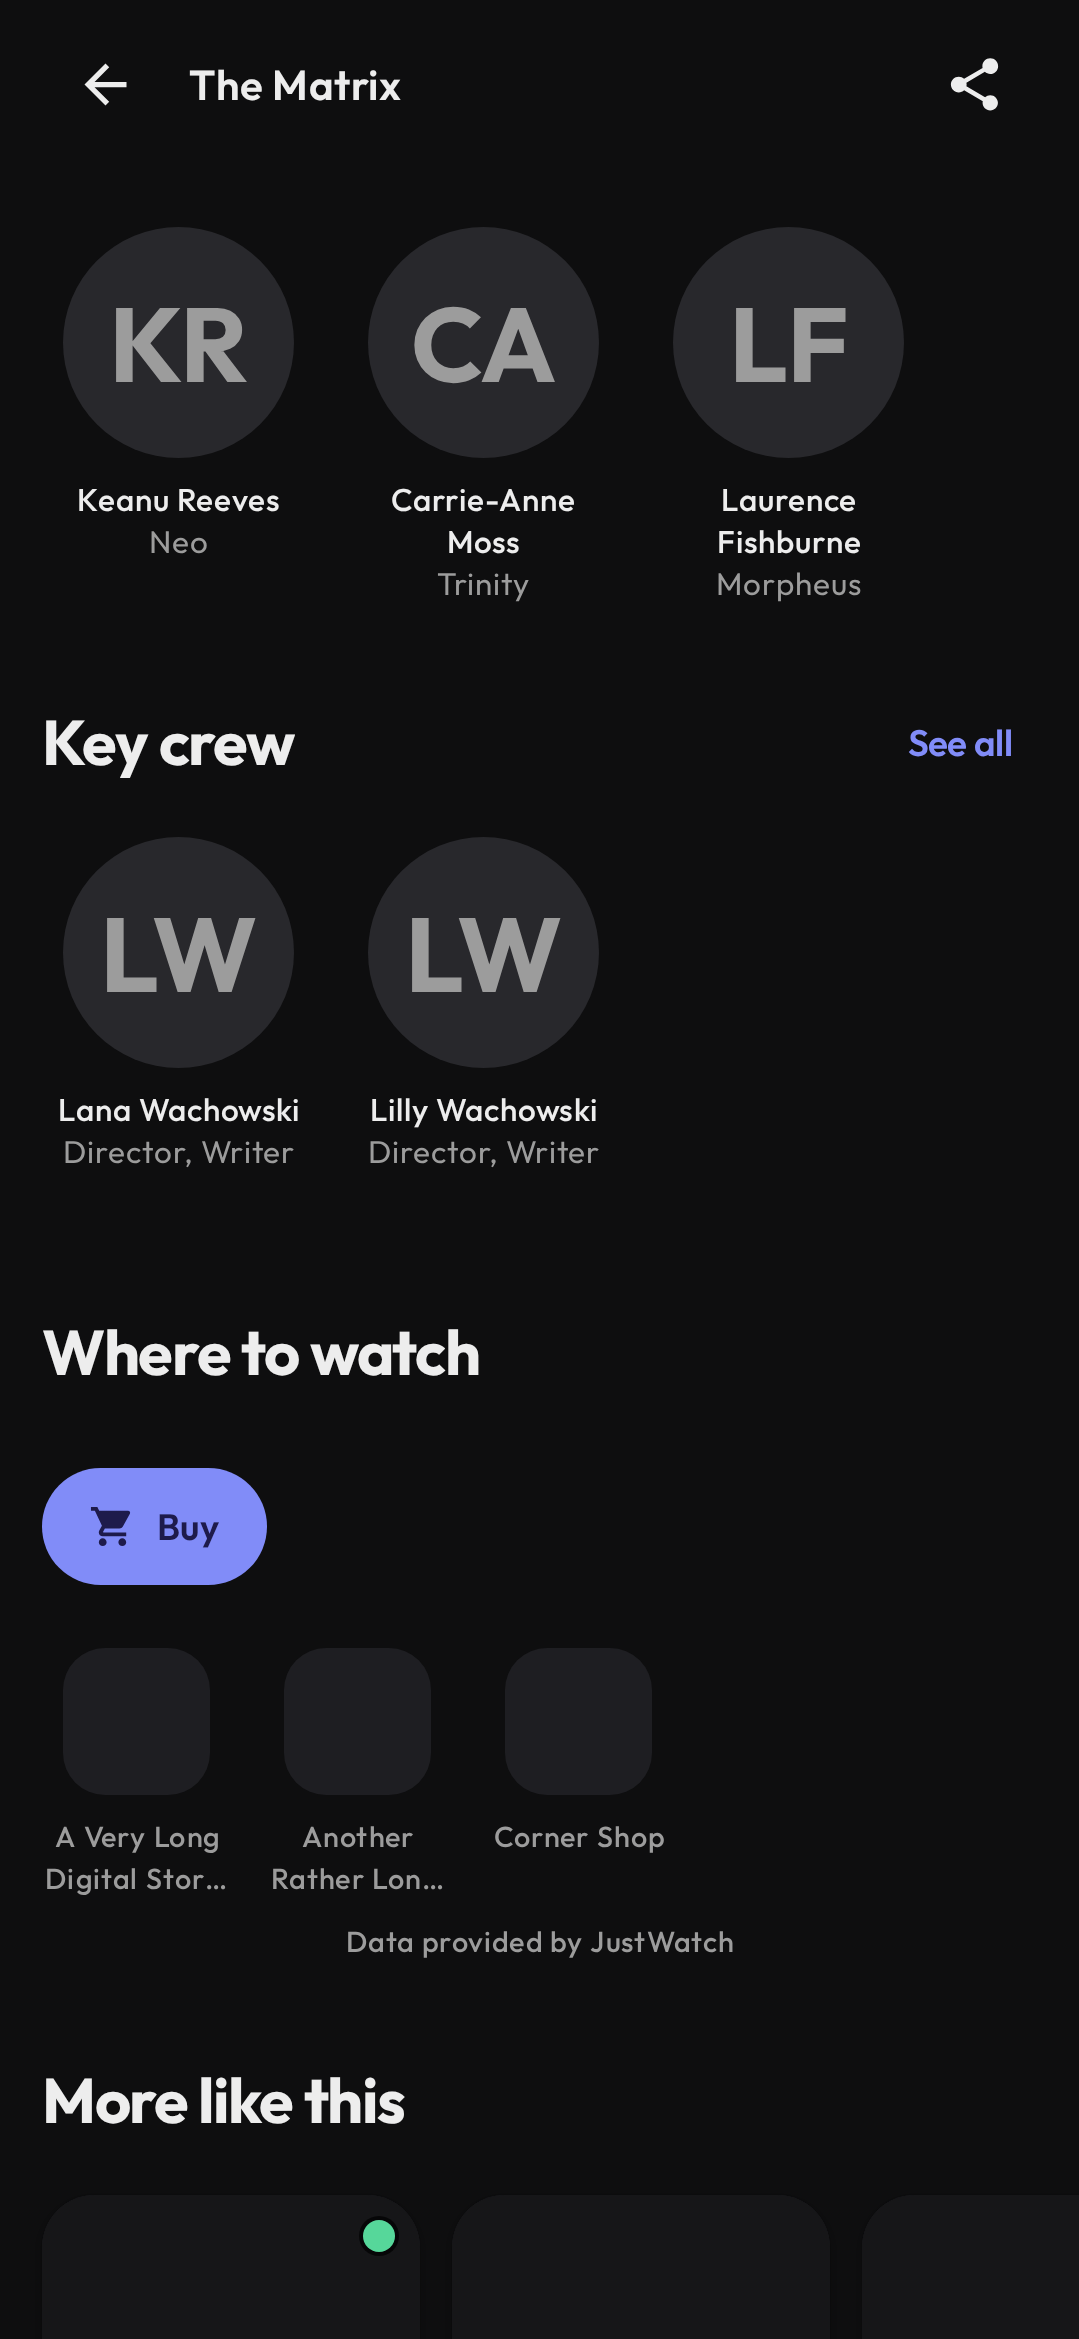 The Matrix
KR
CA
LF
Keanu Reeves
Neo
Carrie-Anne
Moss
Trinity
Laurence
Fishburne
Morpheus
Key crew
See all
LW
LW
Lana Wachowski
Director, Writer
Lilly Wachowski
Director, Writer
Where to watch
Buy
A Very Long
Digital Stor...
Another
Rather Lon...
Corner Shop
Data provided by JustWatch
More like this